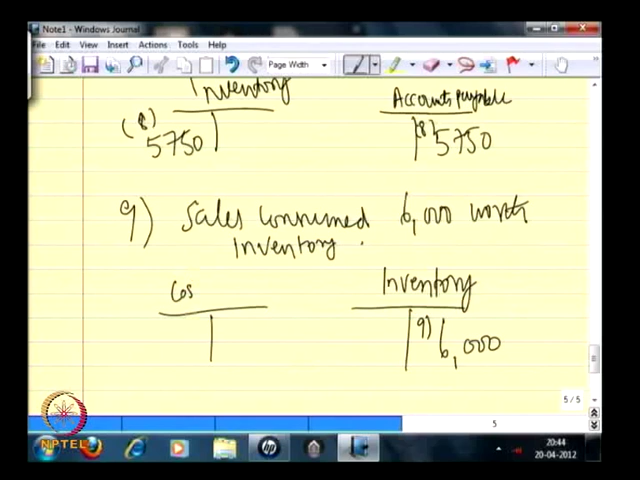 Note1 - Windows Journal
File Edit View Insert Actions Tools Help
Page Width
Inventory
Accounts Payable
(8) 5750
(8) 5750
9) Sales Consumed 6,000 worth
Inventory.
Cos
Inventory
9) 6,000
5 / 5
5
NPTEL
20:44
20-04-2012